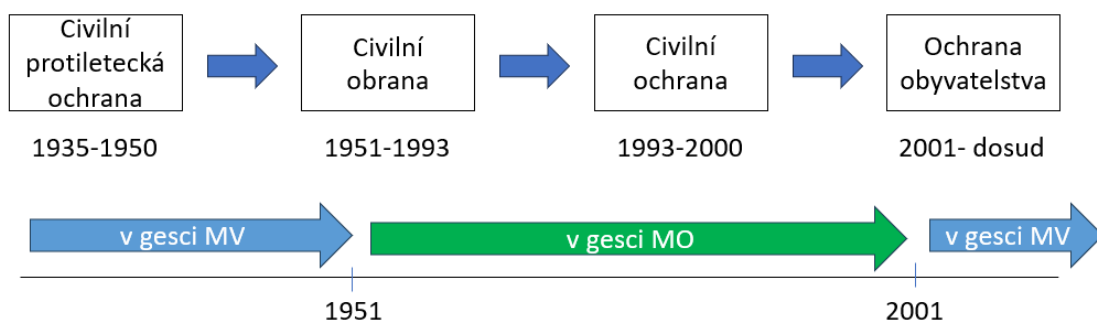 Civilní
protiletecká
ochrana
Civilní
obrana
Civilní
ochrana
Ochrana
obyvatelstva
1935-1950
1951-1993
1993-2000
2001- dosud
v gesci MV
v gesci MO
v gesci MV
1951
2001